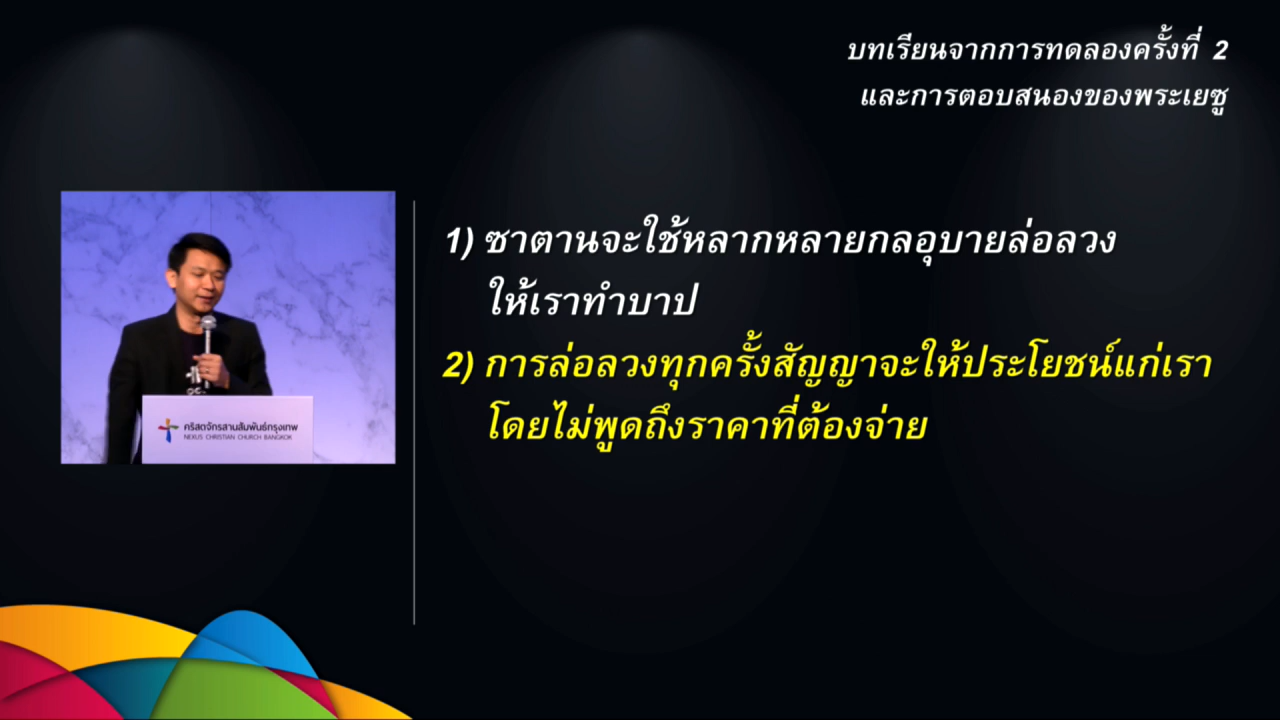 บทเรียนจากการทดลองครั้งที่ 2
และการตอบสนองของพระเยซู
1) ซาตานจะใช้หลากหลายกลอุบายล่อลวง
ให้เราทำบาป
2) การล่อลวงทุกครั้งสัญญาจะให้ประโยชน์แก่เรา
โดยไม่พูดถึงราคาที่ต้องจ่าย
คริสตจักรสานสัมพันธ์กรุงเทพ
NEXUS CHRISTIAN CHURCH BANGKOK